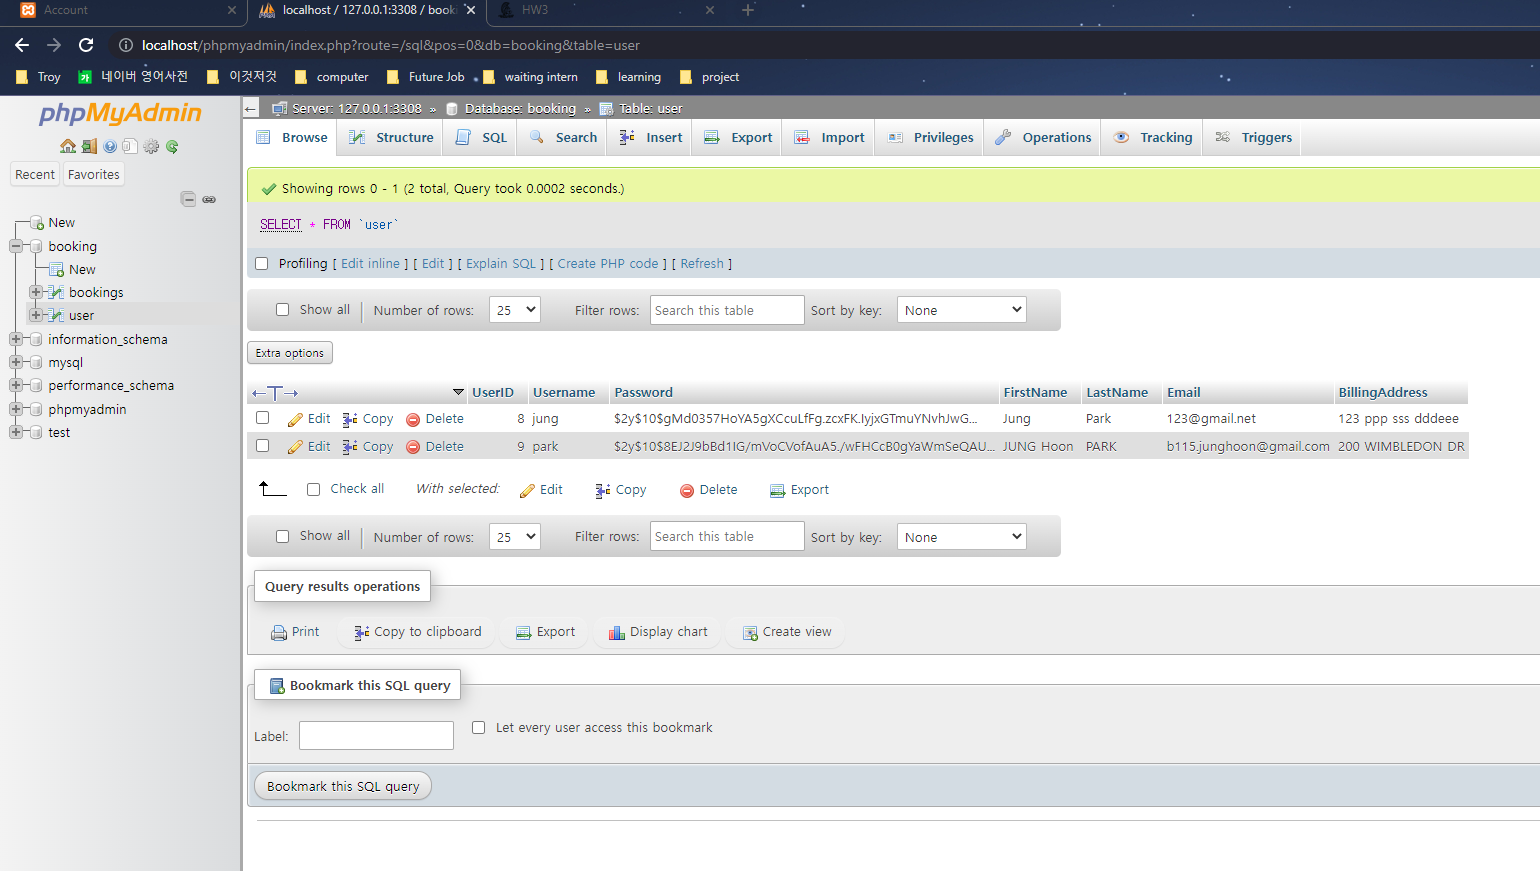 Account
localhost / 127.0.0.1:3308 / booki
HW3
localhost/phpmyadmin/index.php?route=/sql&pos=0&db=booking&table=user
Troy 네이버 영어사전 이것저것 computer Future Job waiting intern learning project
phpMyAdmin
Recent Favorites
New
booking
New
bookings
user
information_schema
mysql
performance_schema
phpmyadmin
test
Server: 127.0.0.1:3308 » Database: booking » Table: user
Browse Structure SQL Search Insert Export Import Privileges Operations Tracking Triggers
Showing rows 0 - 1 (2 total, Query took 0.0002 seconds.)
SELECT * FROM `user`
Profiling [ Edit inline ] [ Edit ] [ Explain SQL ] [ Create PHP code ] [ Refresh ]
Show all Number of rows: 25 Filter rows: Search this table Sort by key: None
Extra options
UserID Username Password FirstName LastName Email BillingAddress
Edit Copy Delete 8 jung $2y$10$gMd0357HoYA5gXCcuLfFg.zcxFK.IyjxGTmuYNvhJwG... Jung Park 123@gmail.net 123 ppp sss dddeee
Edit Copy Delete 9 park $2y$10$8EJ2J9bBd1IG/mVoCVofAuA5./wFHCcB0gYaWmSeQAU... JUNG Hoon PARK b115.junghoon@gmail.com 200 WIMBLEDON DR
Check all With selected: Edit Copy Delete Export
Show all Number of rows: 25 Filter rows: Search this table Sort by key: None
Query results operations
Print Copy to clipboard Export Display chart Create view
Bookmark this SQL query
Label: Let every user access this bookmark
Bookmark this SQL query